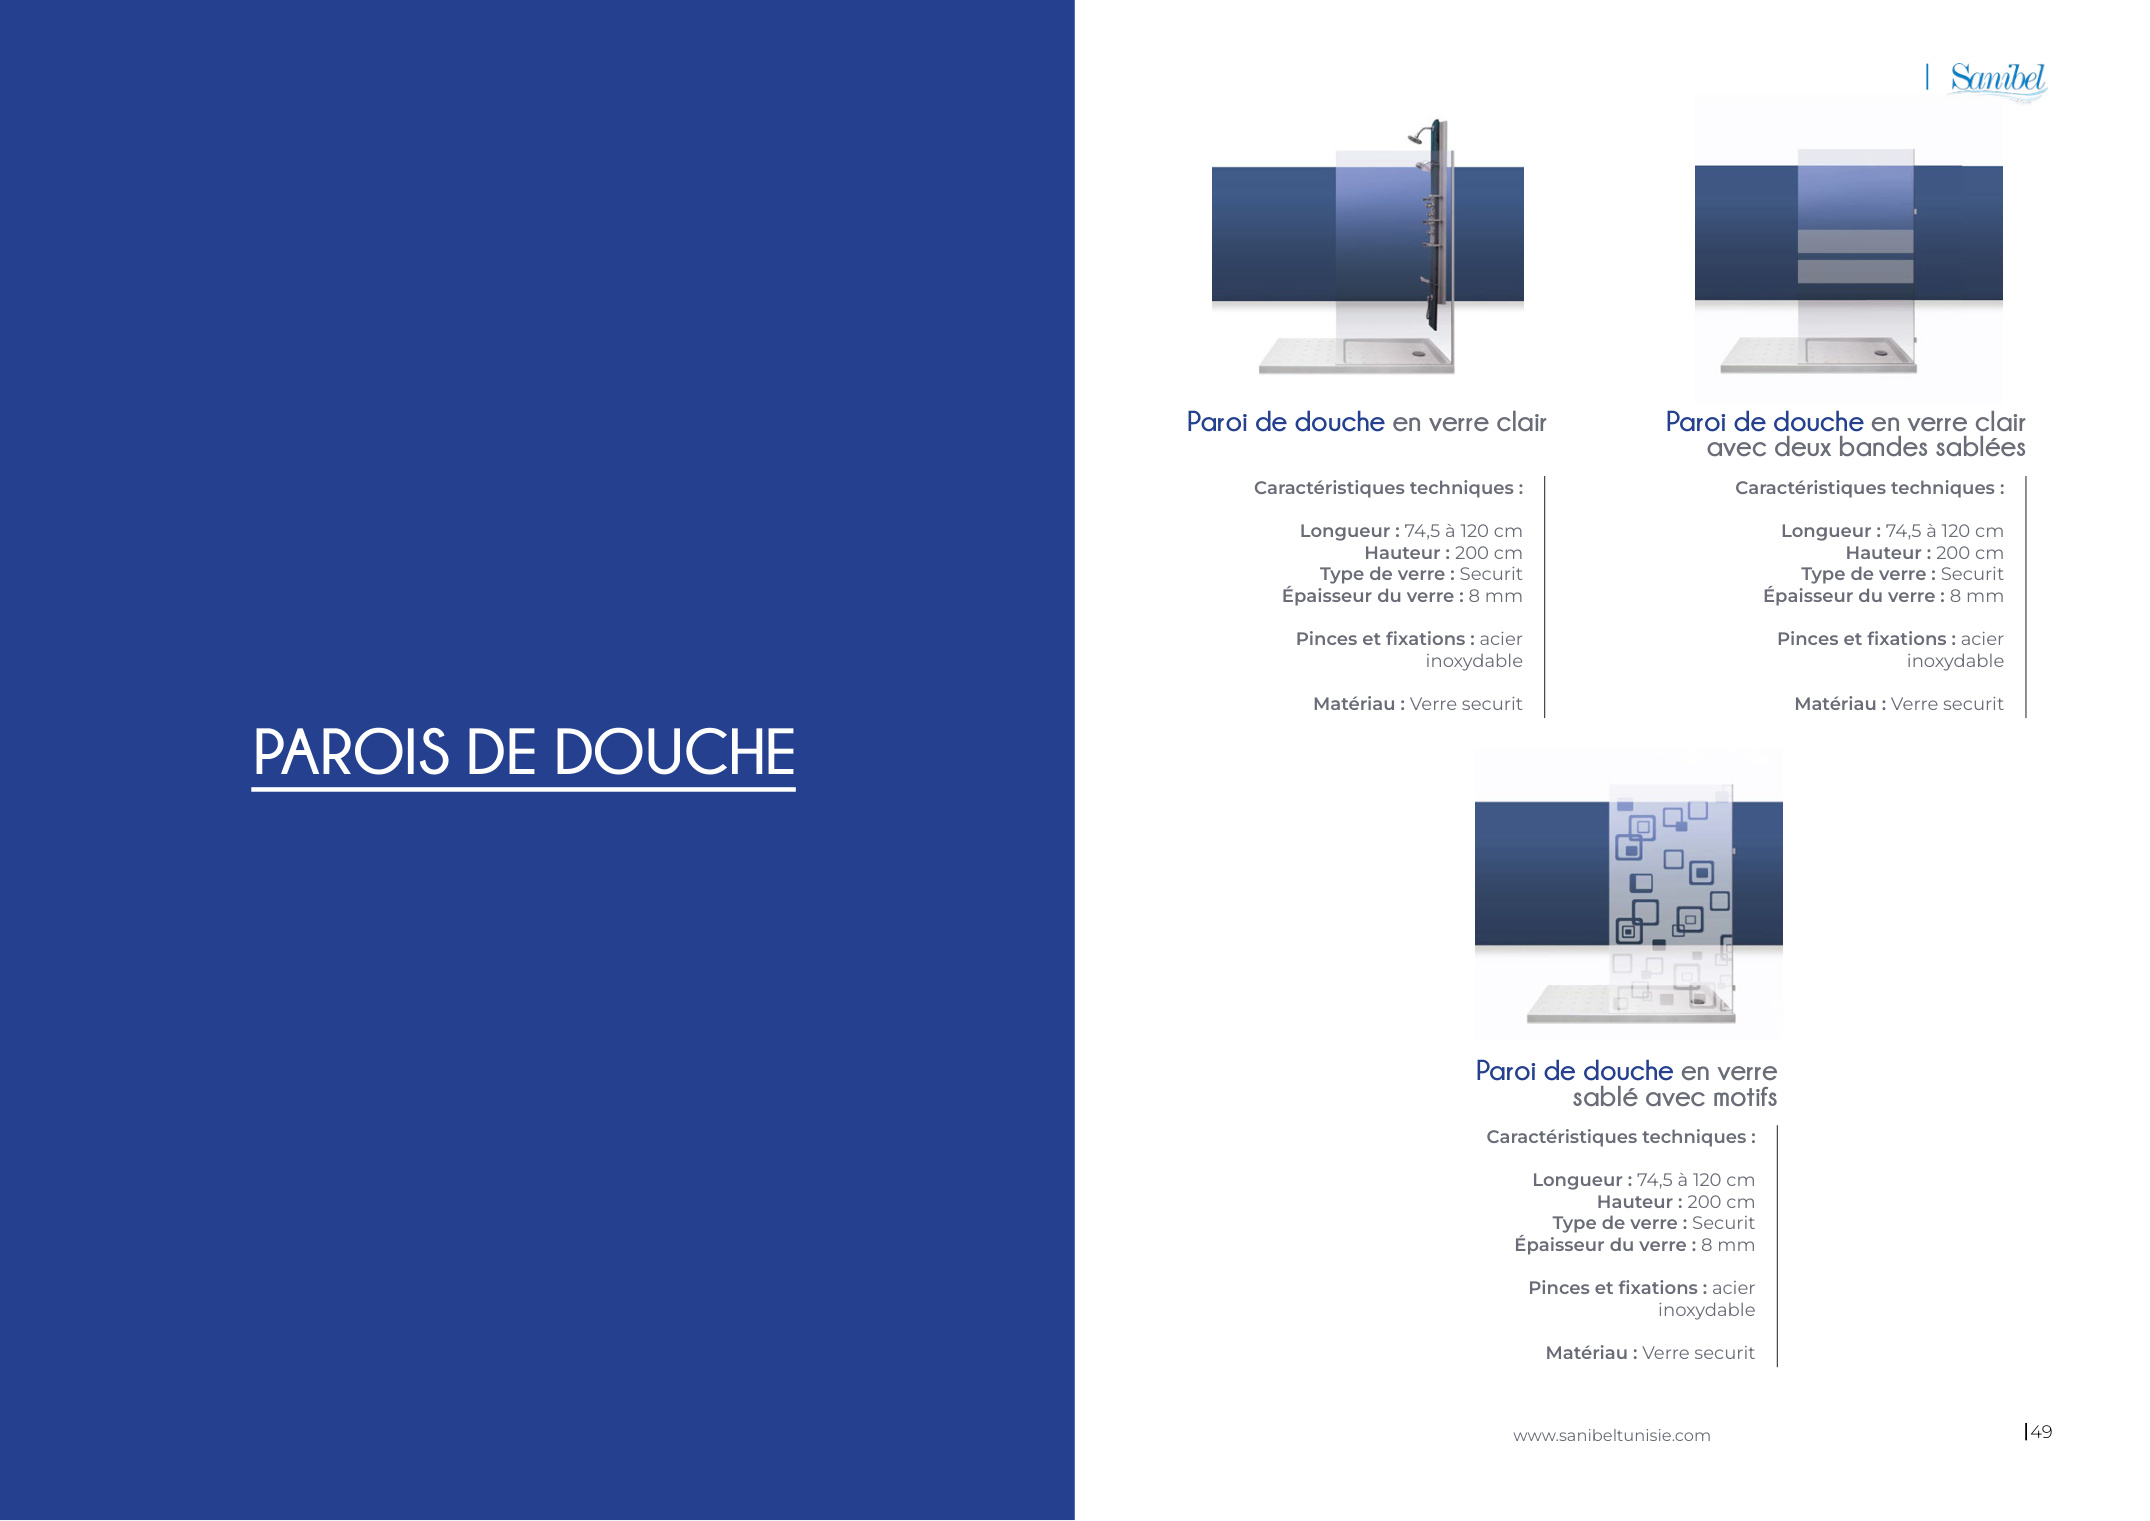 PAROIS DE DOUCHE
Sanibel
Paroi de douche en verre clair
Caractéristiques techniques :
Longueur : 74,5 à 120 cm
Hauteur : 200 cm
Type de verre : Securit
Épaisseur du verre : 8 mm
Pinces et fixations : acier
inoxydable
Matériau : Verre securit
Paroi de douche en verre clair
avec deux bandes sablées
Caractéristiques techniques :
Longueur : 74,5 à 120 cm
Hauteur : 200 cm
Type de verre : Securit
Épaisseur du verre : 8 mm
Pinces et fixations : acier
inoxydable
Matériau : Verre securit
Paroi de douche en verre
sablé avec motifs
Caractéristiques techniques :
Longueur : 74,5 à 120 cm
Hauteur : 200 cm
Type de verre : Securit
Épaisseur du verre : 8 mm
Pinces et fixations : acier
inoxydable
Matériau : Verre securit
www.sanibeltunisie.com
|49